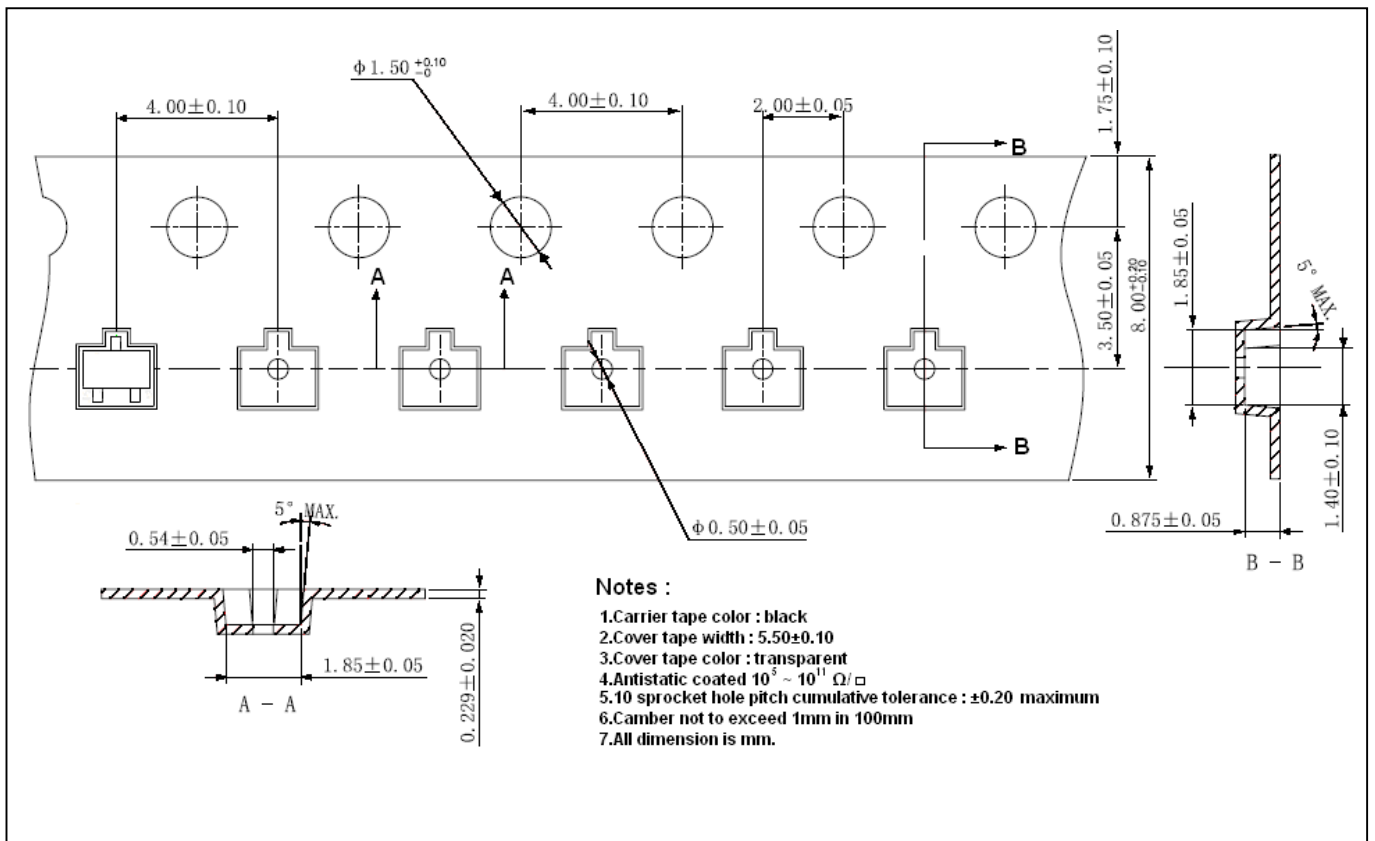 φ1.50 +0.10 -0
4.00±0.10
4.00±0.10
2.00±0.05
1.75±0.10
B
A
A
3.50±0.05
8.00 +0.20 -0.10
1.85±0.05
5° MAX.
B
φ0.50±0.05
0.875±0.05
1.40±0.10
B - B
5° MAX.
0.54±0.05
1.85±0.05
0.229±0.020
A - A
Notes :
1.Carrier tape color : black
2.Cover tape width : 5.50±0.10
3.Cover tape color : transparent
4.Antistatic coated 10⁵ ~ 10¹¹ Ω/□
5.10 sprocket hole pitch cumulative tolerance : ±0.20 maximum
6.Camber not to exceed 1mm in 100mm
7.All dimension is mm.